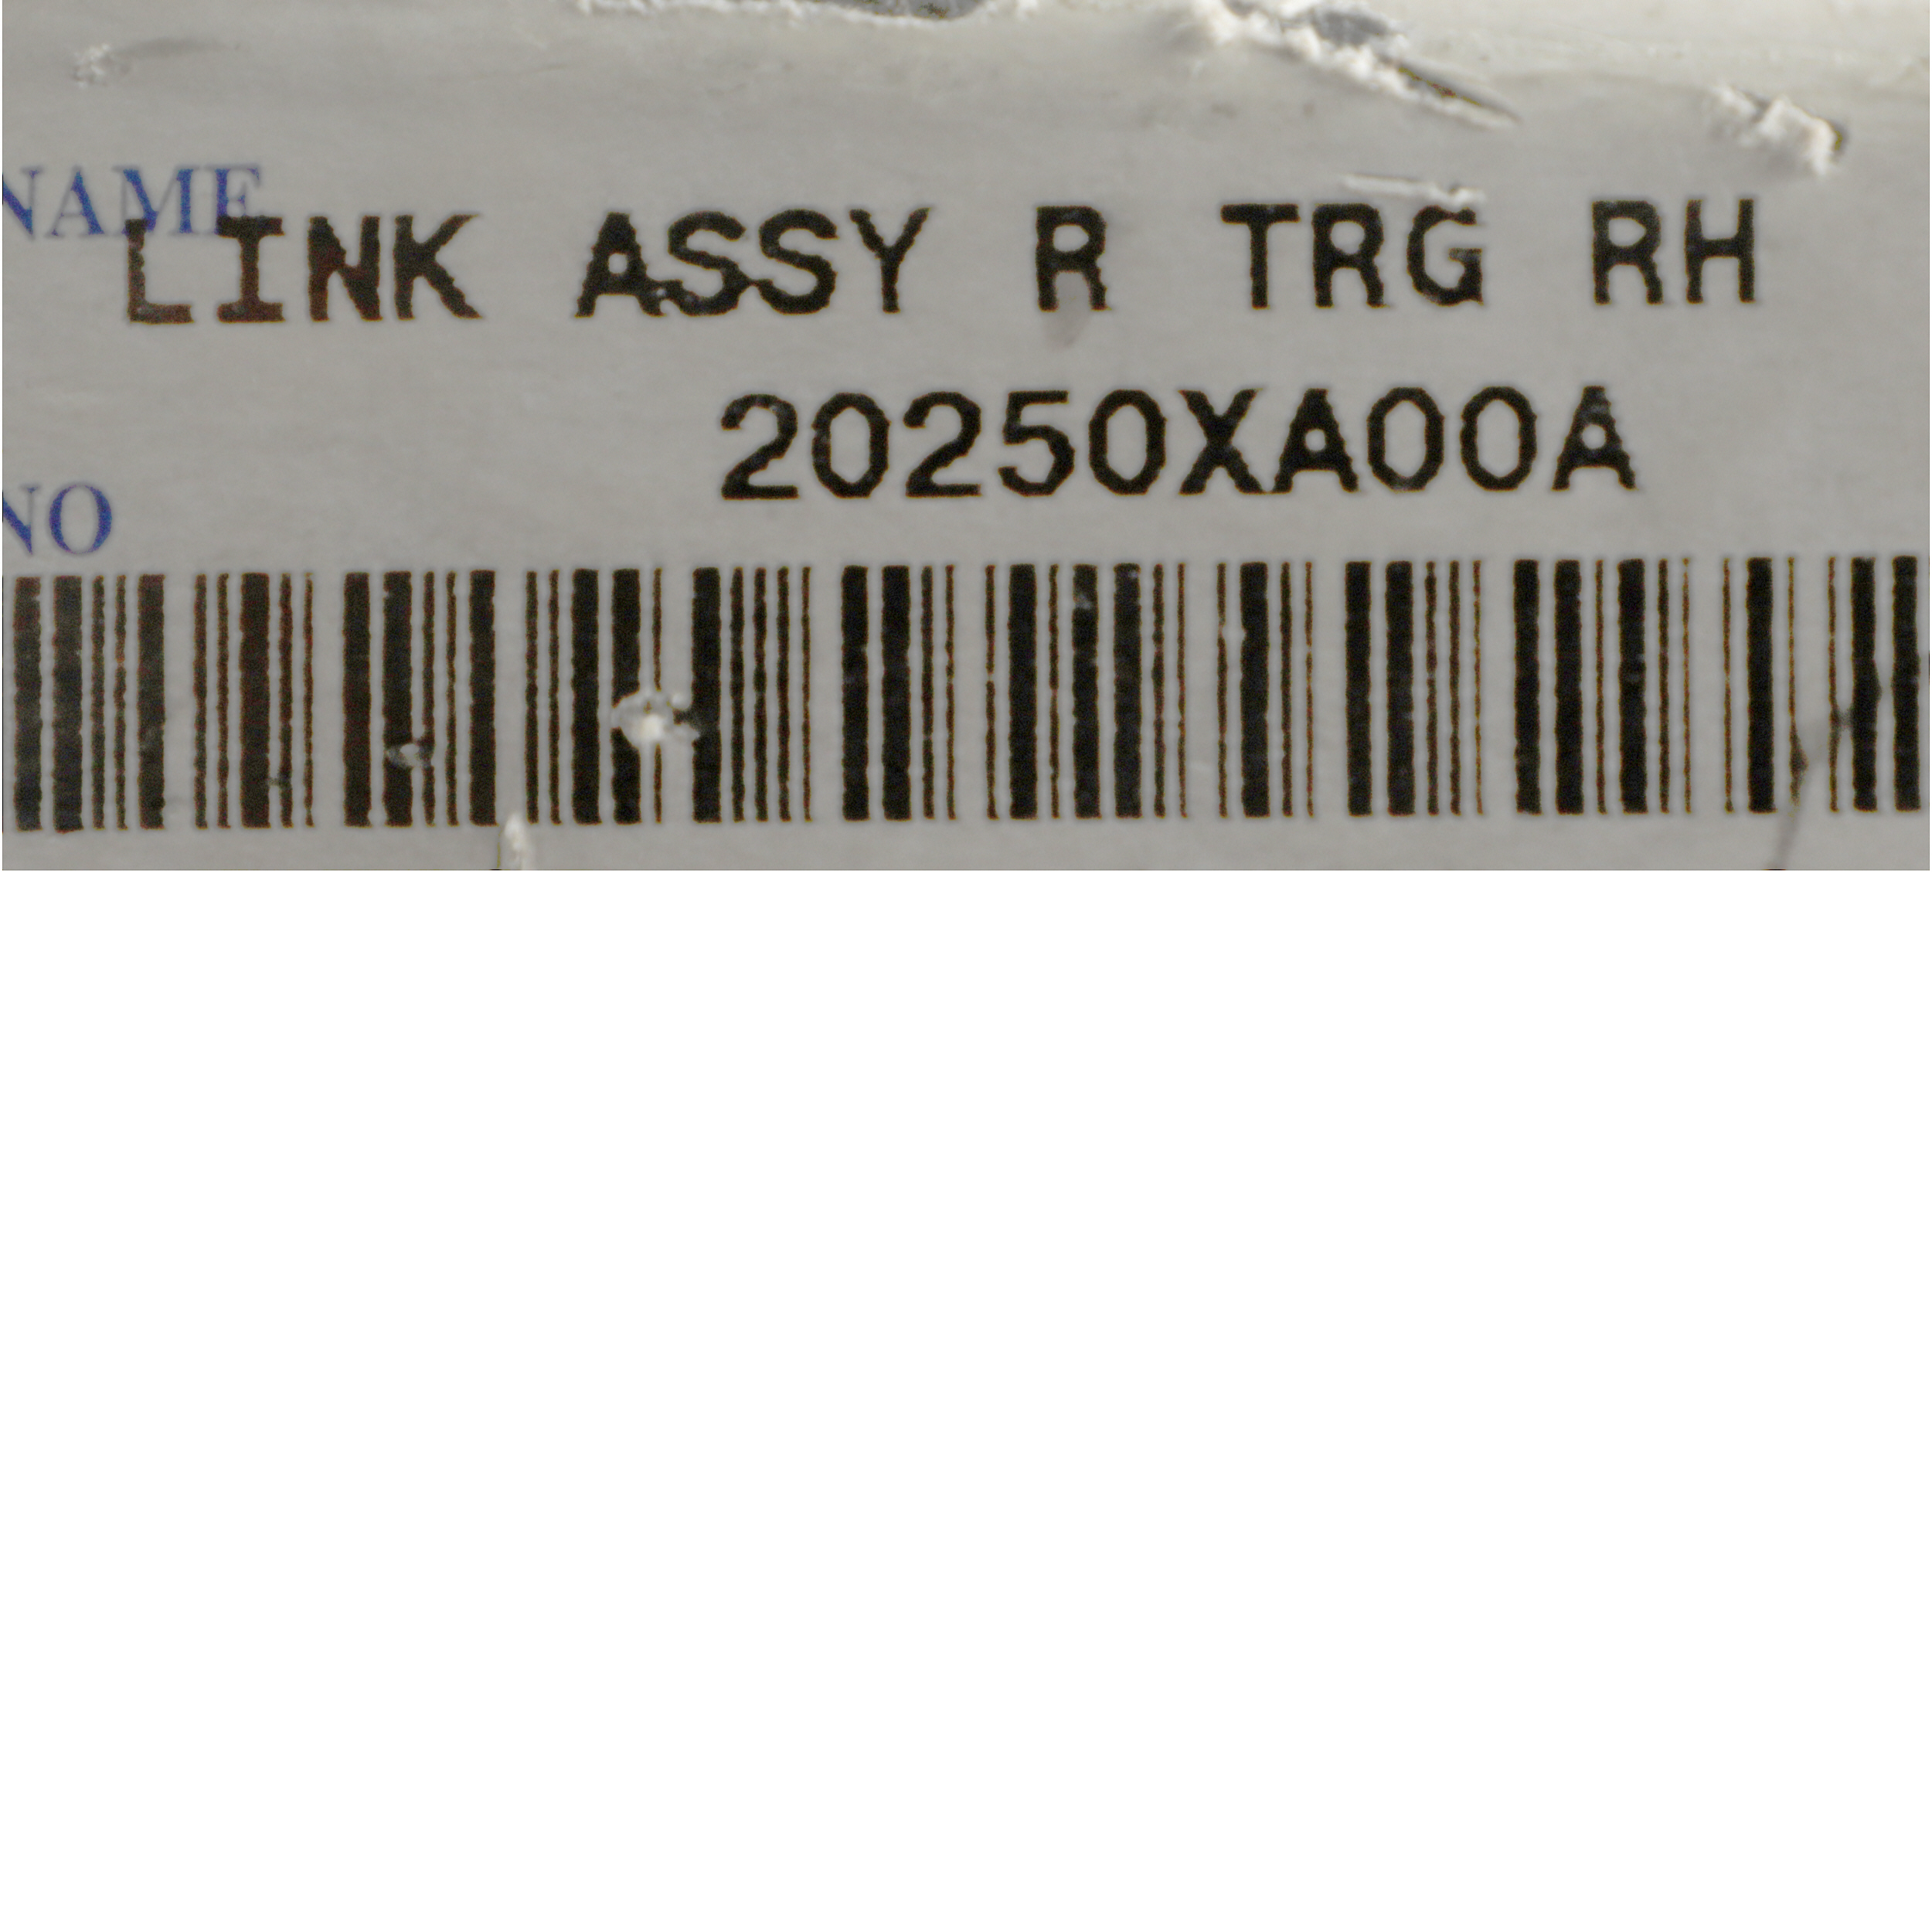 NAME
LINK ASSY R TRG RH
20250XA00A
NO